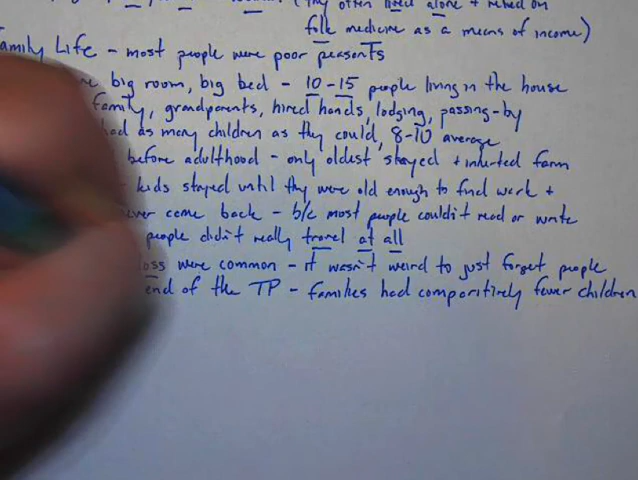 (they often lived alone + relied on
folk medicine as a means of income)
amily Life - most people were poor peasants
big room, big bed - 10-15 people living in the house
family, grandparents, hired hands, lodging, passing-by
had as many children as they could, 8-10 average
before adulthood - only oldest stayed + inherited farm
kids stayed until they were old enough to find work +
ver come back - b/c most people couldn't read or write
people didn't really travel at all
oss were common - it wasn't weird to just forget people
end of the TP - families had comparitively fewer children